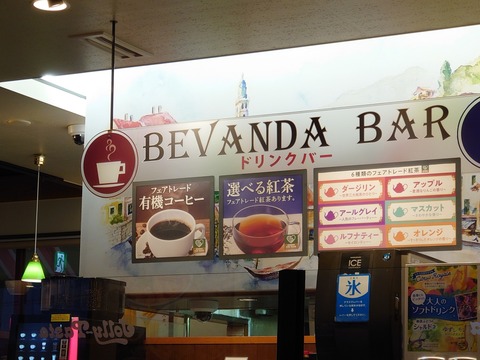 BEVANDA BAR
ドリンクバー
フェアトレード
有機コーヒー
選べる紅茶
フェアトレード紅茶あります。
6種類のフェアトレード紅茶
ダージリン
アップル
アールグレイ
マスカット
ルフナティー
オレンジ
ICE
氷
大人の
ソフトドリンク
Jolly-Pasta